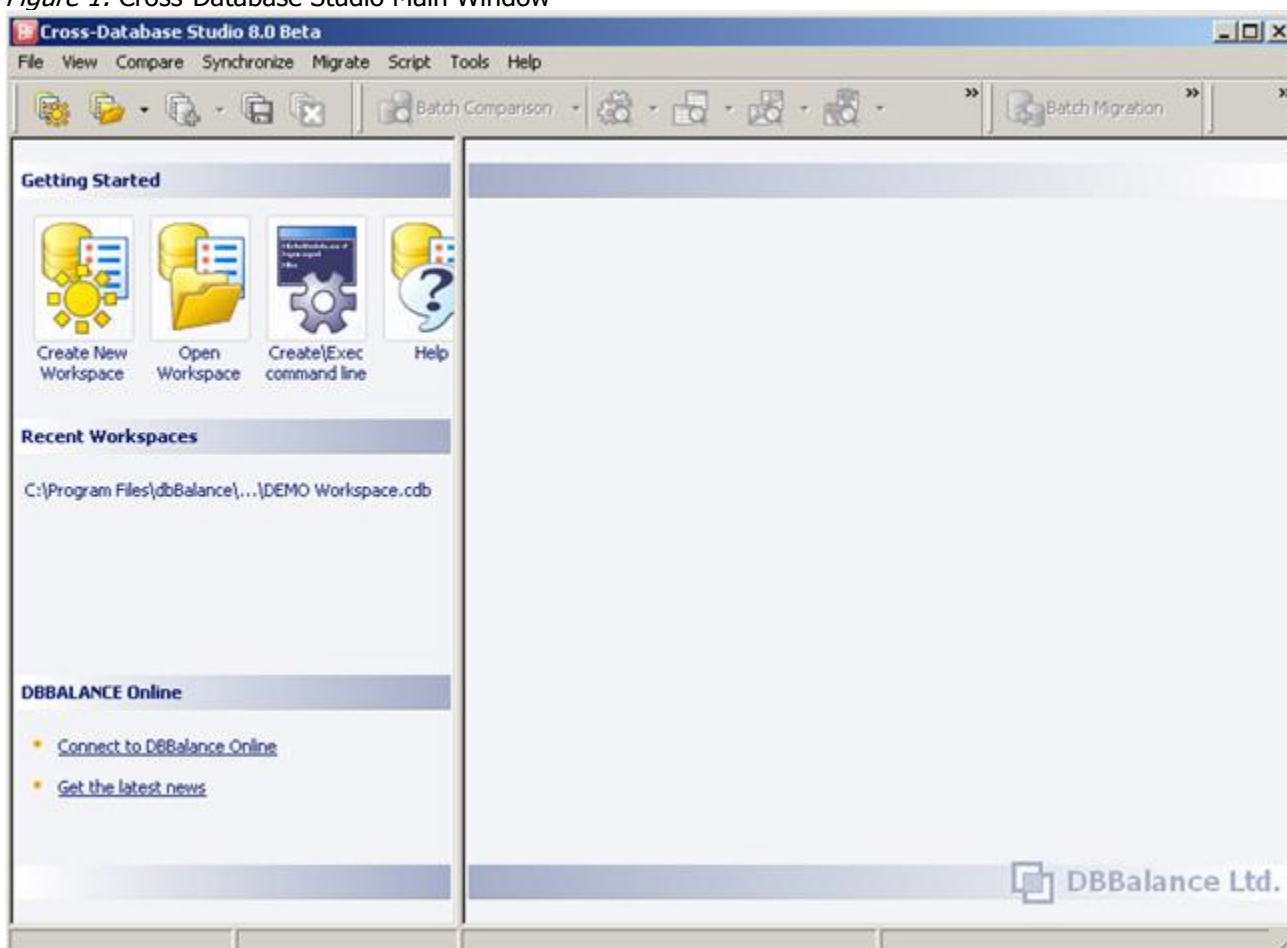 Figure 1. Cross-Database Studio Main Window
Cross-Database Studio 8.0 Beta
File View Compare Synchronize Migrate Script Tools Help
Batch Comparison
Batch Migration
Getting Started
Create New
Workspace
Open
Workspace
Create\Exec
command line
Help
Recent Workspaces
C:\Program Files\dbBalance\...\DEMO Workspace.cdb
DBBALANCE Online
Connect to DBBalance Online
Get the latest news
DBBalance Ltd.